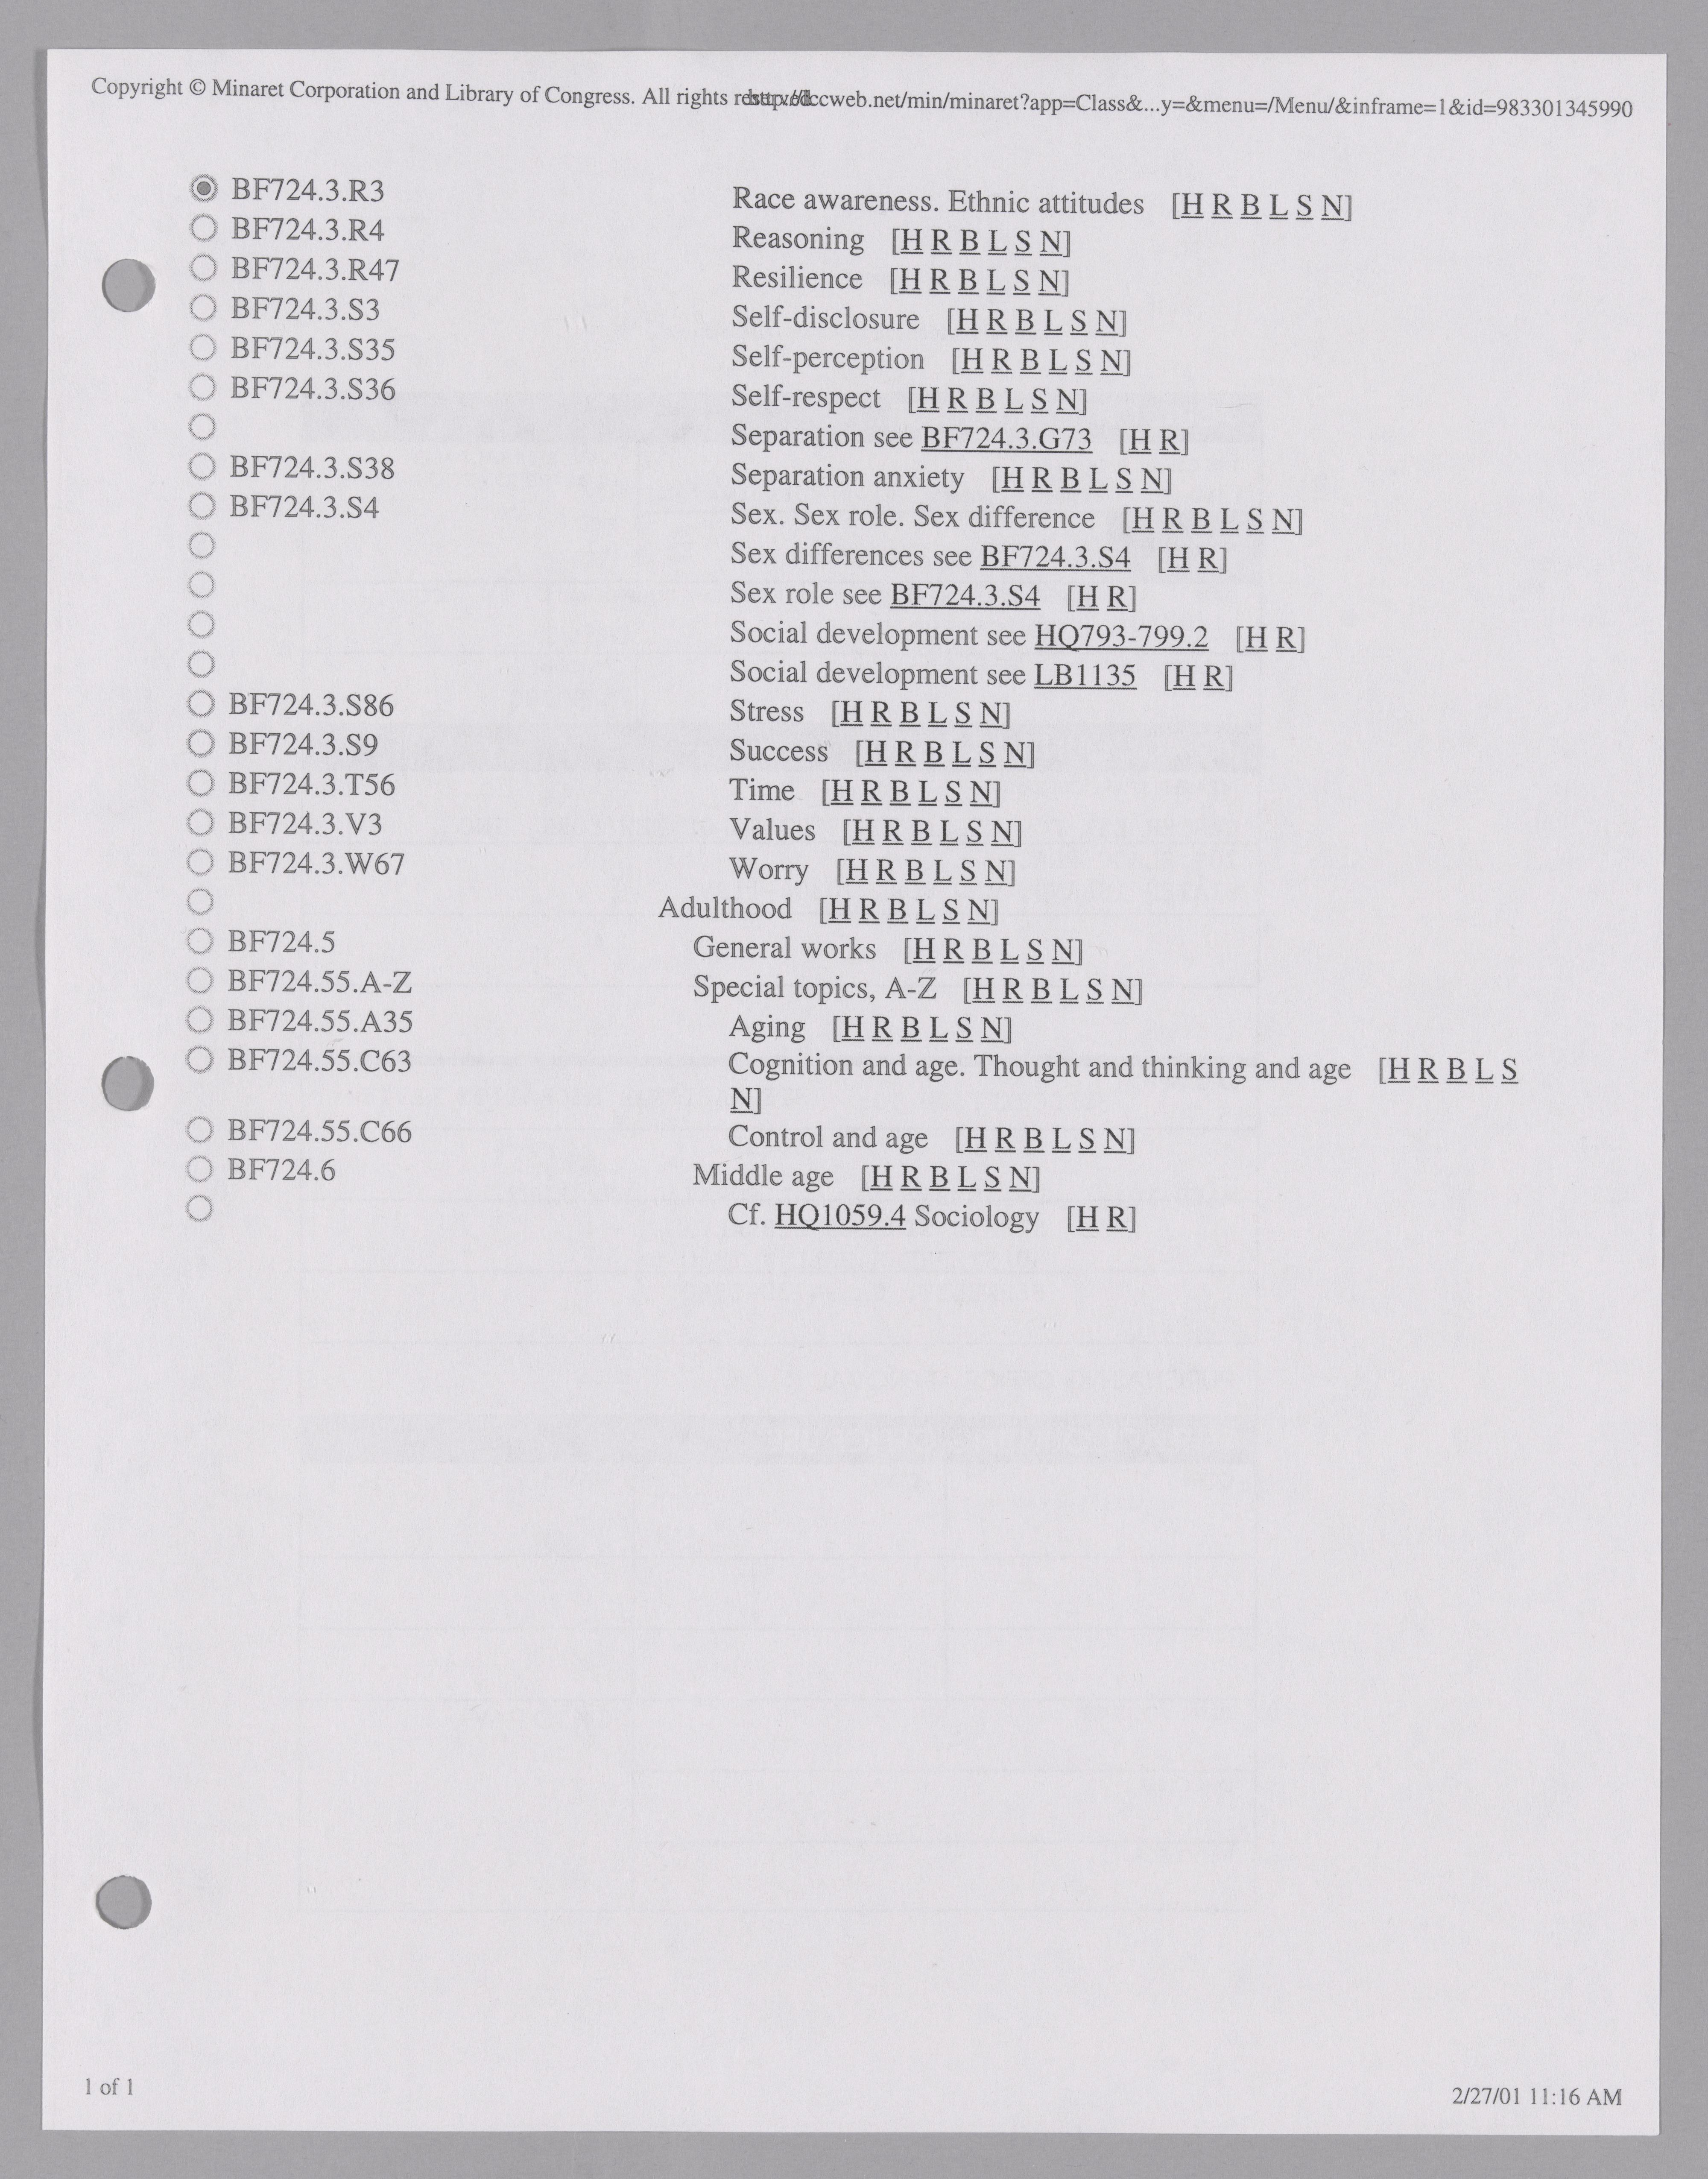 Copyright © Minaret Corporation and Library of Congress. All rights ccweb.net/min/minaret?app=Class&...y=&menu=/Menu/&inframe=1&id=983301345990
BF724.3.R3 Race awareness. Ethnic attitudes [H R B L S N]
BF724.3.R4 Reasoning [H R B L S N]
BF724.3.R47 Resilience [H R B L S N]
BF724.3.S3 Self-disclosure [H R B L S N]
BF724.3.S35 Self-perception [H R B L S N]
BF724.3.S36 Self-respect [H R B L S N]
Separation see BF724.3.G73 [H R]
BF724.3.S38 Separation anxiety [H R B L S N]
BF724.3.S4 Sex. Sex role. Sex difference [H R B L S N]
Sex differences see BF724.3.S4 [H R]
Sex role see BF724.3.S4 [H R]
Social development see HQ793-799.2 [H R]
Social development see LB1135 [H R]
BF724.3.S86 Stress [H R B L S N]
BF724.3.S9 Success [H R B L S N]
BF724.3.T56 Time [H R B L S N]
BF724.3.V3 Values [H R B L S N]
BF724.3.W67 Worry [H R B L S N]
Adulthood [H R B L S N]
BF724.5 General works [H R B L S N]
BF724.55.A-Z Special topics, A-Z [H R B L S N]
BF724.55.A35 Aging [H R B L S N]
BF724.55.C63 Cognition and age. Thought and thinking and age [H R B L S
N]
BF724.55.C66 Control and age [H R B L S N]
BF724.6 Middle age [H R B L S N]
Cf. HQ1059.4 Sociology [H R]
1 of 1 2/27/01 11:16 AM